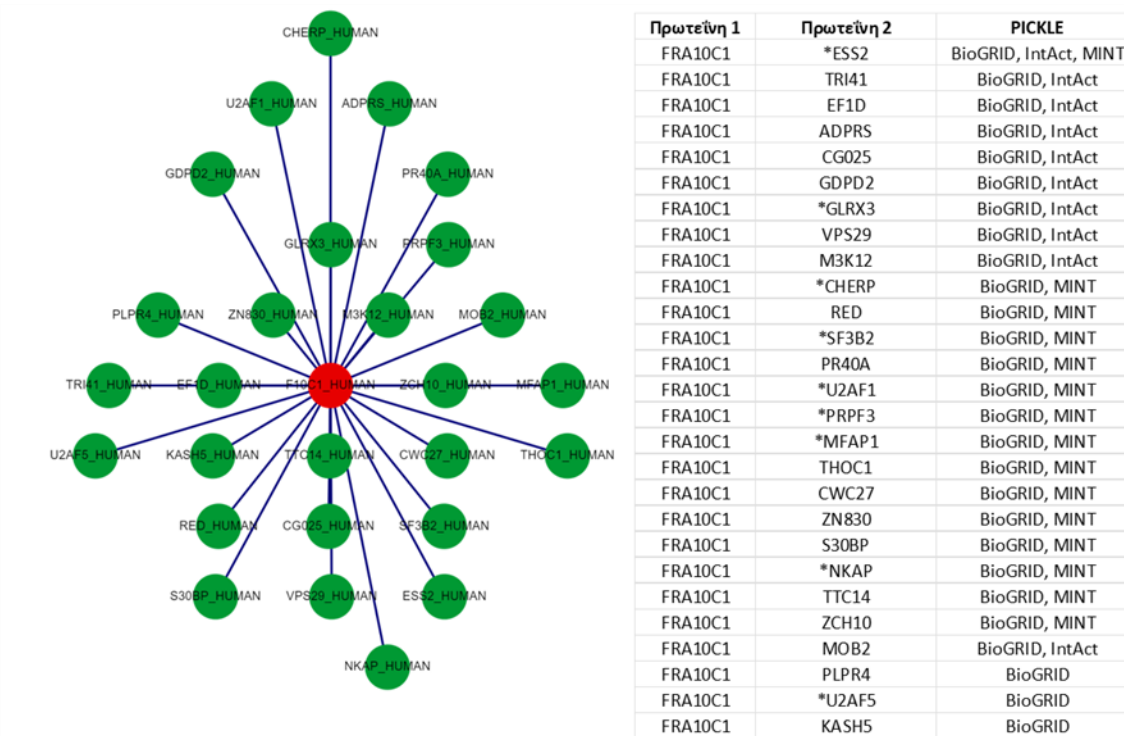 CHERP_HUMAN
U2AF1_HUMAN ADPRS_HUMAN
GDPD2_HUMAN PR40A_HUMAN
GLRX3_HUMAN PRPF3_HUMAN
PLPR4_HUMAN ZN830_HUMAN M3K12_HUMAN MOB2_HUMAN
TRI41_HUMAN EF1D_HUMAN F10C1_HUMAN ZCH10_HUMAN MFAP1_HUMAN
U2AF5_HUMAN KASH5_HUMAN TTC14_HUMAN CWC27_HUMAN THOC1_HUMAN
RED_HUMAN CG025_HUMAN SF3B2_HUMAN
S30BP_HUMAN VPS29_HUMAN ESS2_HUMAN
NKAP_HUMAN
Πρωτεΐνη 1 Πρωτεΐνη 2 PICKLE
FRA10C1 *ESS2 BioGRID, IntAct, MINT
FRA10C1 TRI41 BioGRID, IntAct
FRA10C1 EF1D BioGRID, IntAct
FRA10C1 ADPRS BioGRID, IntAct
FRA10C1 CG025 BioGRID, IntAct
FRA10C1 GDPD2 BioGRID, IntAct
FRA10C1 *GLRX3 BioGRID, IntAct
FRA10C1 VPS29 BioGRID, IntAct
FRA10C1 M3K12 BioGRID, IntAct
FRA10C1 *CHERP BioGRID, MINT
FRA10C1 RED BioGRID, MINT
FRA10C1 *SF3B2 BioGRID, MINT
FRA10C1 PR40A BioGRID, MINT
FRA10C1 *U2AF1 BioGRID, MINT
FRA10C1 *PRPF3 BioGRID, MINT
FRA10C1 *MFAP1 BioGRID, MINT
FRA10C1 THOC1 BioGRID, MINT
FRA10C1 CWC27 BioGRID, MINT
FRA10C1 ZN830 BioGRID, MINT
FRA10C1 S30BP BioGRID, MINT
FRA10C1 *NKAP BioGRID, MINT
FRA10C1 TTC14 BioGRID, MINT
FRA10C1 ZCH10 BioGRID, MINT
FRA10C1 MOB2 BioGRID, IntAct
FRA10C1 PLPR4 BioGRID
FRA10C1 *U2AF5 BioGRID
FRA10C1 KASH5 BioGRID